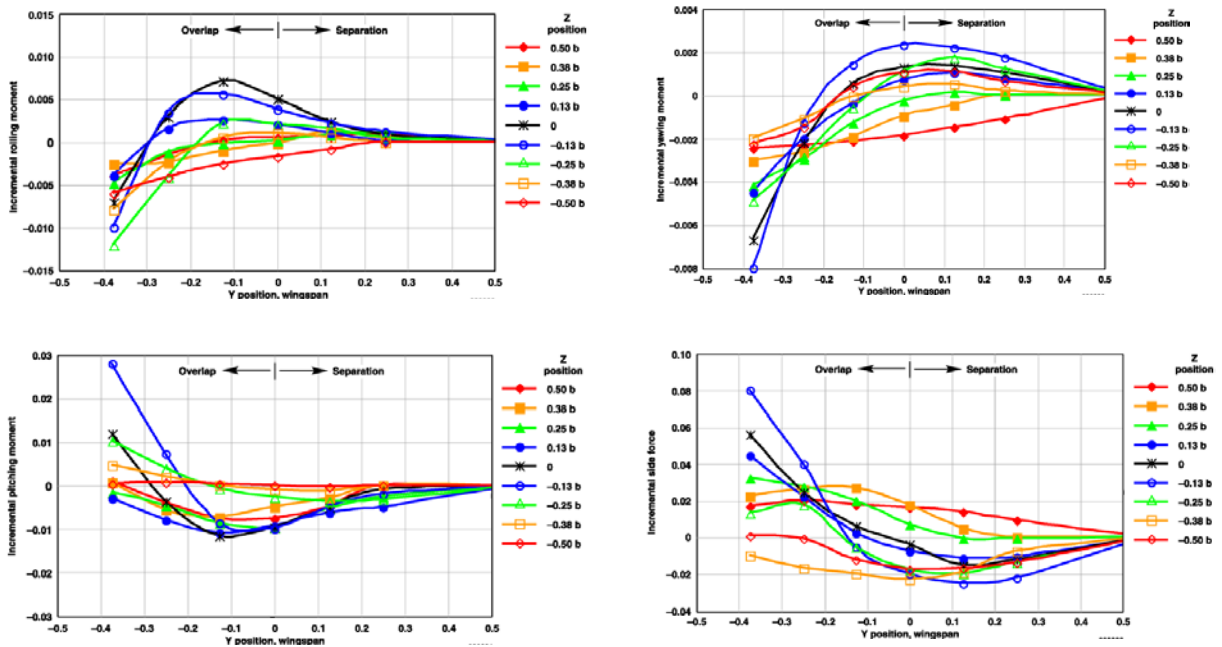 0.015
0.010
0.005
0
−0.005
−0.010
−0.015
Incremental rolling moment
Overlap
Separation
−0.5 −0.4 −0.3 −0.2 −0.1 0 0.1 0.2 0.3 0.4 0.5
Y position, wingspan
Z
position
0.50 b
0.38 b
0.25 b
0.13 b
0
−0.13 b
−0.25 b
−0.38 b
−0.50 b
0.004
0.002
0
−0.002
−0.004
−0.006
−0.008
Incremental yawing moment
Overlap
Separation
−0.5 −0.4 −0.3 −0.2 −0.1 0 0.1 0.2 0.3 0.4 0.5
Y position, wingspan
Z
position
0.50 b
0.38 b
0.25 b
0.13 b
0
−0.13 b
−0.25 b
−0.38 b
−0.50 b
0.03
0.02
0.01
0
−0.01
−0.02
−0.03
Incremental pitching moment
Overlap
Separation
−0.5 −0.4 −0.3 −0.2 −0.1 0 0.1 0.2 0.3 0.4 0.5
Y position, wingspan
Z
position
0.50 b
0.38 b
0.25 b
0.13 b
0
−0.13 b
−0.25 b
−0.38 b
−0.50 b
0.10
0.08
0.06
0.04
0.02
0
−0.02
−0.04
Incremental side force
Overlap
Separation
−0.5 −0.4 −0.3 −0.2 −0.1 0 0.1 0.2 0.3 0.4 0.5
Y position, wingspan
Z
position
0.50 b
0.38 b
0.25 b
0.13 b
0
−0.13 b
−0.25 b
−0.38 b
−0.50 b